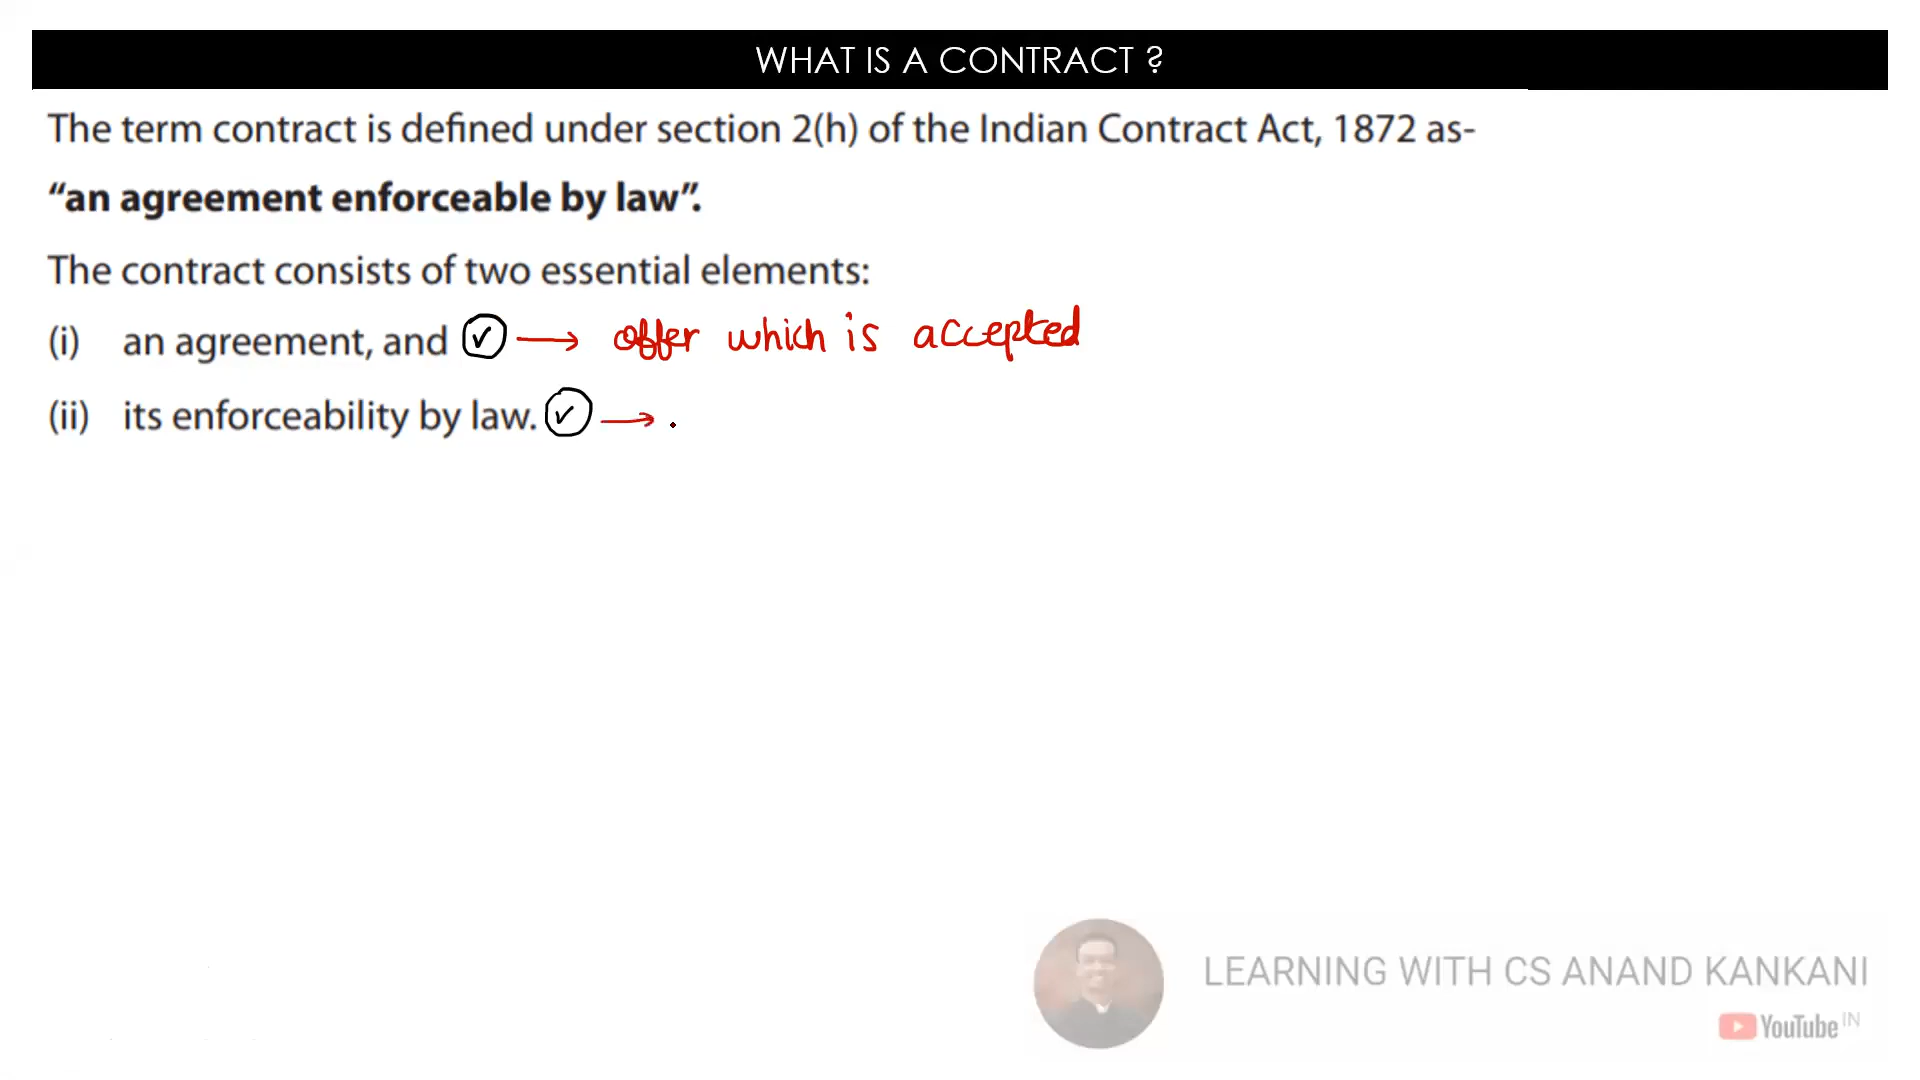 WHAT IS A CONTRACT ?
The term contract is defined under section 2(h) of the Indian Contract Act, 1872 as-
“an agreement enforceable by law”.
The contract consists of two essential elements:
(i) an agreement, and ✓ → offer which is accepted
(ii) its enforceability by law. ✓ →
LEARNING WITH CS ANAND KANKANI
YouTube IN